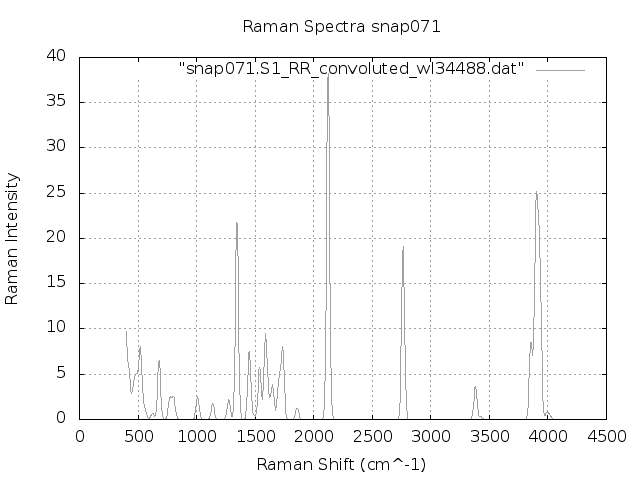 Raman Spectra snap071
"snap071.S1_RR_convoluted_wl34488.dat"
40
35
30
25
20
15
10
5
0
Raman Intensity
0 500 1000 1500 2000 2500 3000 3500 4000 4500
Raman Shift (cm^-1)